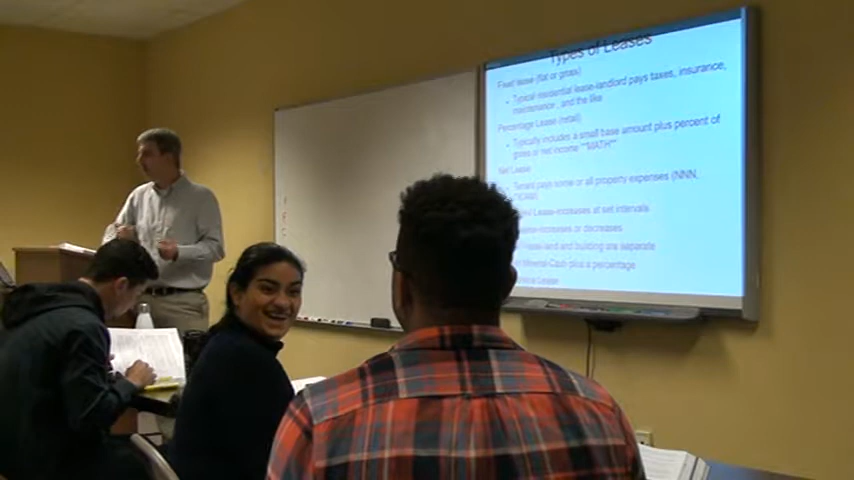 Types of Leases
Fixed lease (flat or gross)
• Typical residential lease-landlord pays taxes, insurance,
maintenance, and the like
Percentage Lease (retail)
• Typically includes a small base amount plus percent of
gross or net income **MATH**
Net Lease
Tenant pays some or all property expenses (NNN,
Lease-increases at set intervals
-increases or decreases
-land and building are separate
Mineral-Cash plus a percentage
Lease